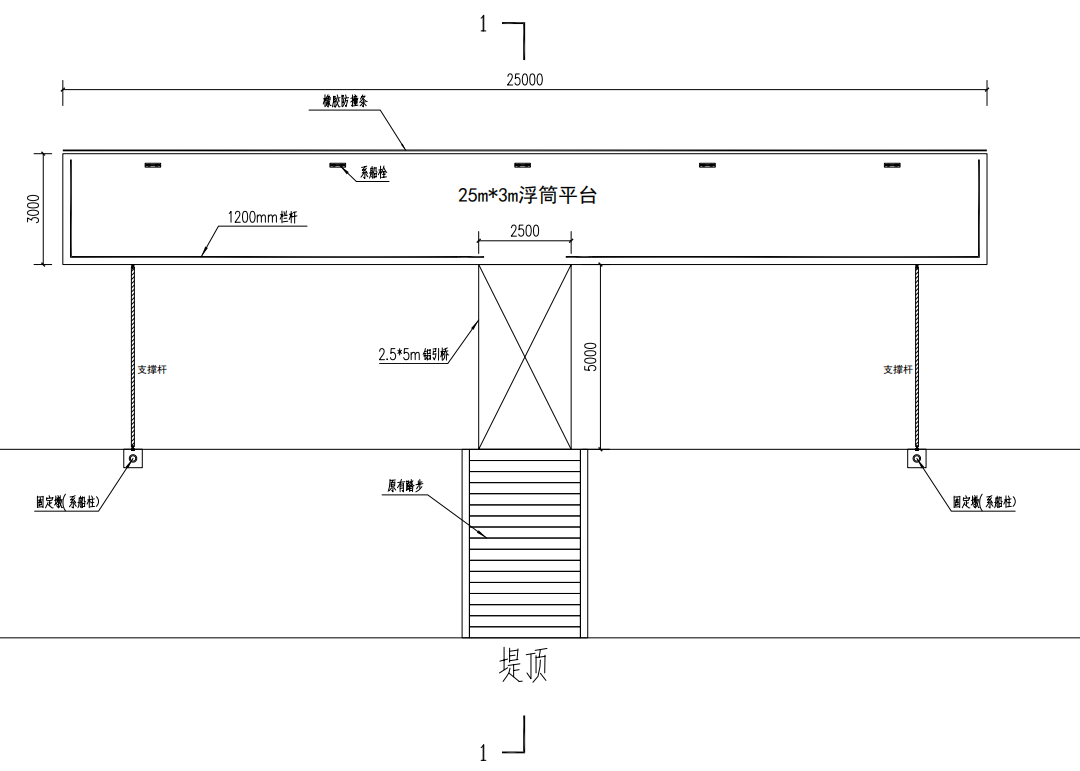 1
25000
橡胶防撞条
系船栓
25m*3m浮筒平台
3000
1200mm栏杆
2500
2.5*5m铝引桥
5000
支撑杆
支撑杆
固定墩(系船柱)
原有踏步
固定墩(系船柱)
堤顶
1